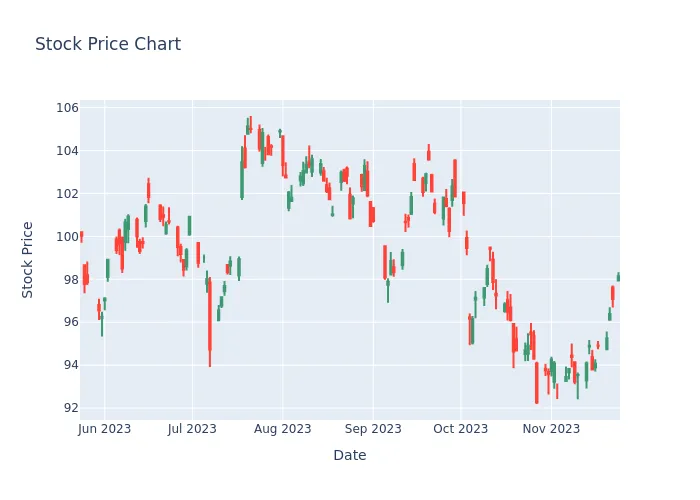 Stock Price Chart
106
104
102
100
98
96
94
92
Stock Price
Jun 2023
Jul 2023
Aug 2023
Sep 2023
Oct 2023
Nov 2023
Date